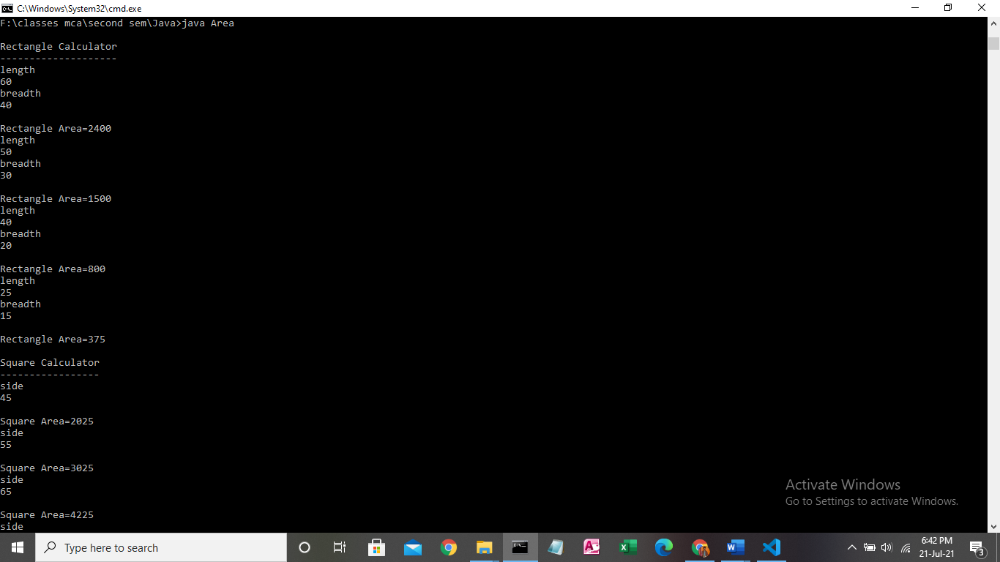 C:\Windows\System32\cmd.exe
F:\classes mca\second sem\Java>java Area
Rectangle Calculator
--------------------
length
60
breadth
40
Rectangle Area=2400
length
50
breadth
30
Rectangle Area=1500
length
40
breadth
20
Rectangle Area=800
length
25
breadth
15
Rectangle Area=375
Square Calculator
-----------------
side
45
Square Area=2025
side
55
Square Area=3025
side
65
Square Area=4225
side
Activate Windows
Go to Settings to activate Windows.
Type here to search
6:42 PM
21-Jul-21
3